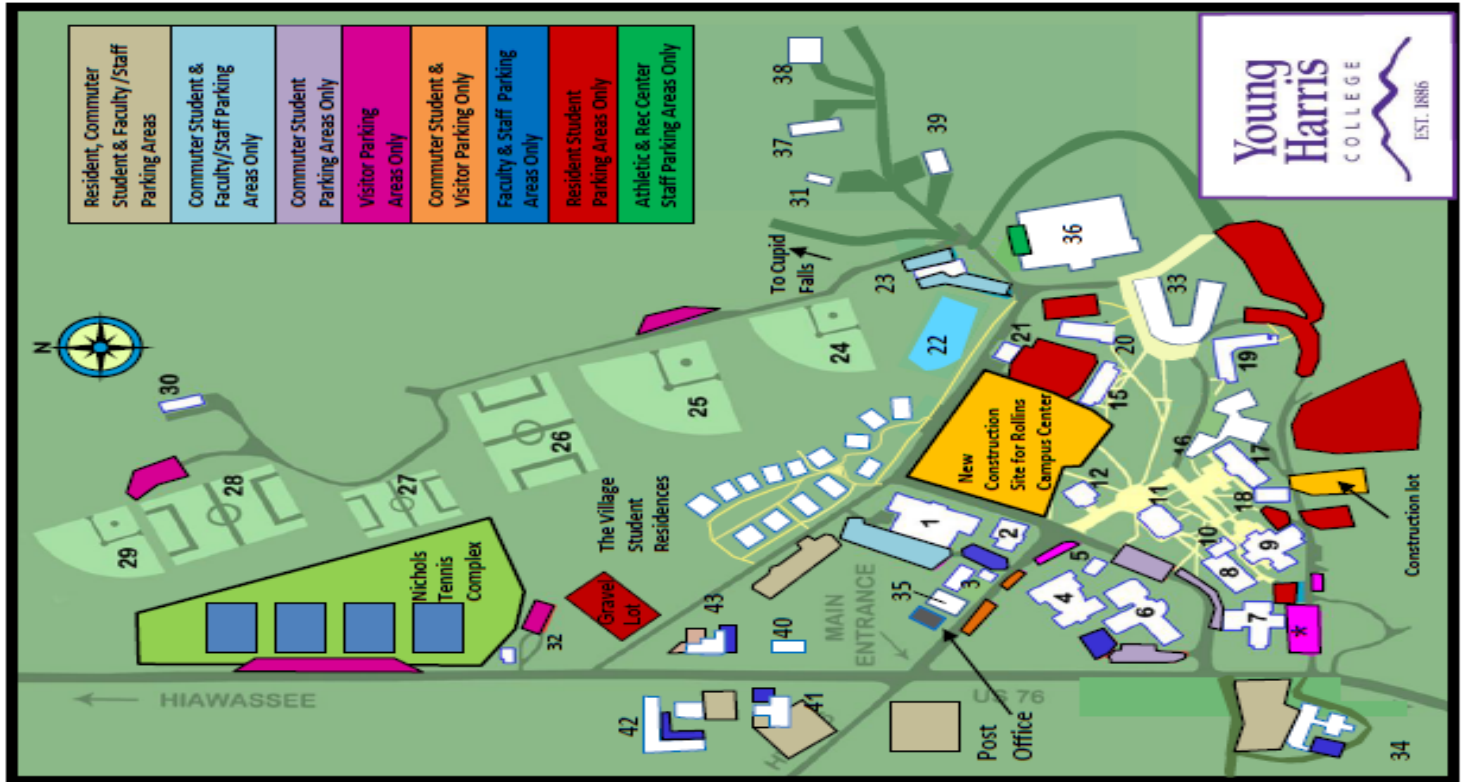 Resident, Commuter
Student & Faculty/Staff
Parking Areas
Commuter Student &
Faculty/Staff Parking
Areas Only
Commuter Student
Parking Areas Only
Visitor Parking
Areas Only
Commuter Student &
Visitor Parking Only
Faculty & Staff Parking
Areas Only
Resident Student
Parking Areas Only
Athletic & Rec Center
Staff Parking Areas Only
Young
Harris
COLLEGE
EST. 1886
N
38
37
39
31
To Cupid
Falls
36
30
23
24
22
33
21
20
25
26
19
15
28
27
29
The Village
Student
Residences
New
Construction
Site for Rollins
Campus Center
16
17
12
11
18
10
Construction lot
Nichols
Tennis
Complex
1
2
9
8
5
3
35
4
6
7
*
Gravel
Lot
32
43
40
MAIN
ENTRANCE
HIAWASSEE
US 76
42
41
H
Post
Office
34